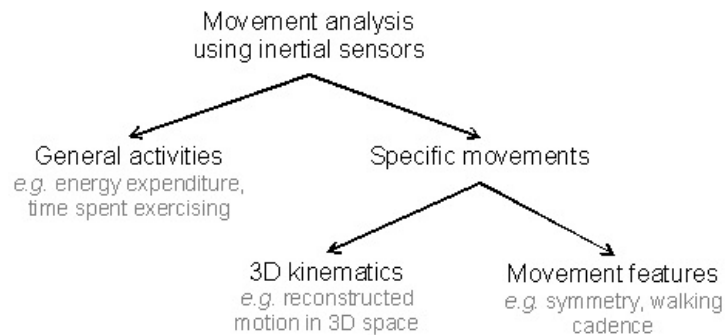 Movement analysis
using inertial sensors
General activities
e.g. energy expenditure,
time spent exercising
Specific movements
3D kinematics
e.g. reconstructed
motion in 3D space
Movement features
e.g. symmetry, walking
cadence